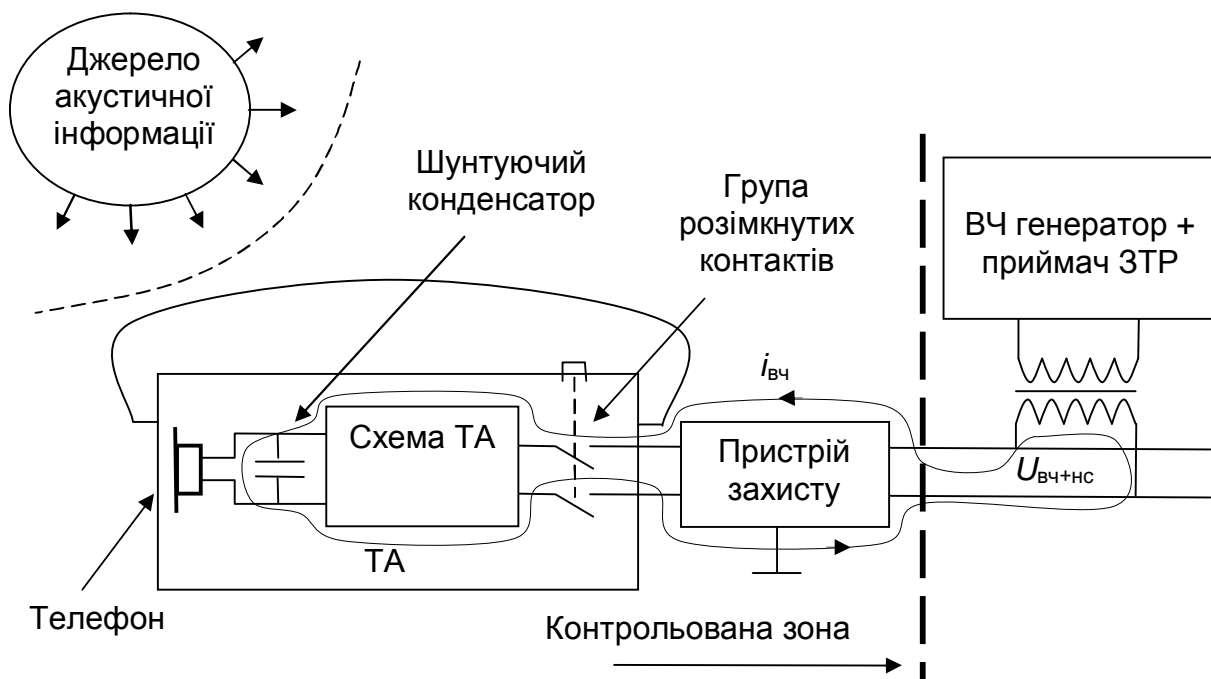 Джерело
акустичної
інформації
Шунтуючий
конденсатор
Група
розімкнутих
контактів
ВЧ генератор +
приймач ЗТР
iвч
Схема ТА
Пристрій
захисту
Uвч+нс
ТА
Телефон
Контрольована зона